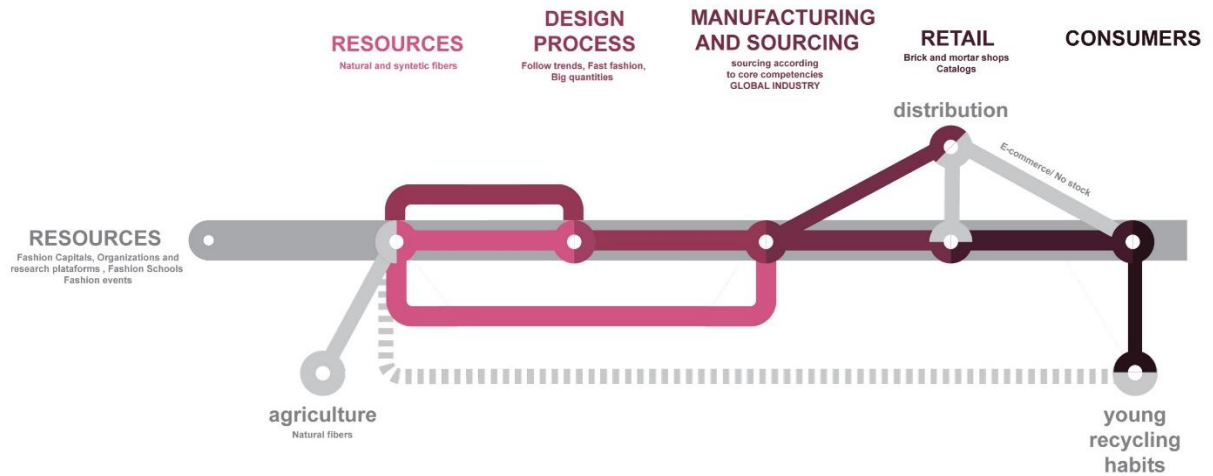 RESOURCES
Natural and syntetic fibers
DESIGN
PROCESS
Follow trends, Fast fashion,
Big quantities
MANUFACTURING
AND SOURCING
sourcing according
to core competencies
GLOBAL INDUSTRY
RETAIL
Brick and mortar shops
Catalogs
CONSUMERS
distribution
E-commerce/ No stock
RESOURCES
Fashion Capitals, Organizations and
research plataforms , Fashion Schools
Fashion events
agriculture
Natural fibers
young
recycling
habits